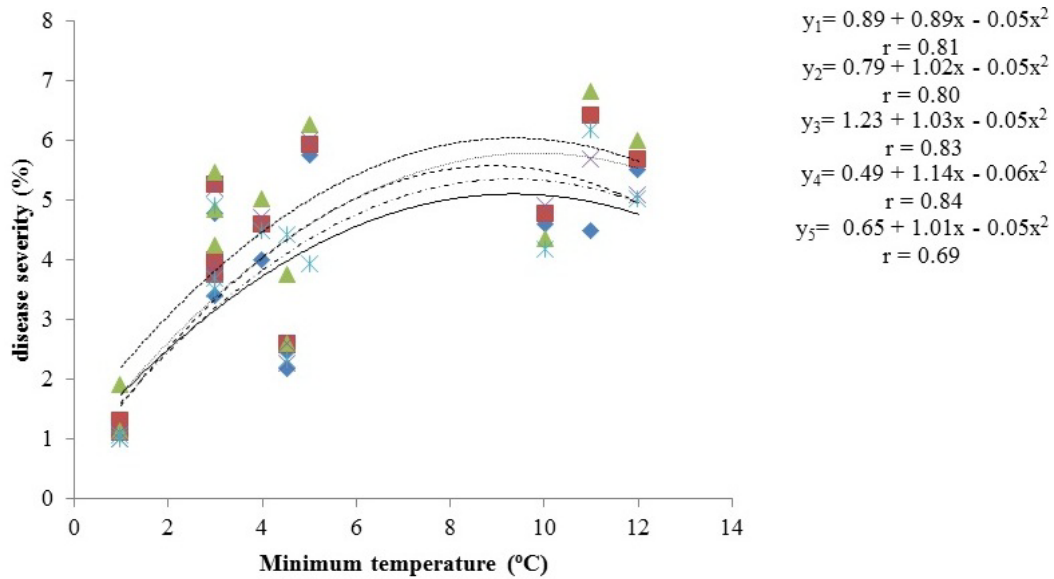 8
7
6
5
4
3
2
1
0
disease severity (%)
0 2 4 6 8 10 12 14
Minimum temperature (ºC)
y₁= 0.89 + 0.89x - 0.05x²
r = 0.81
y₂= 0.79 + 1.02x - 0.05x²
r = 0.80
y₃= 1.23 + 1.03x - 0.05x²
r = 0.83
y₄= 0.49 + 1.14x - 0.06x²
r = 0.84
y₅= 0.65 + 1.01x - 0.05x²
r = 0.69